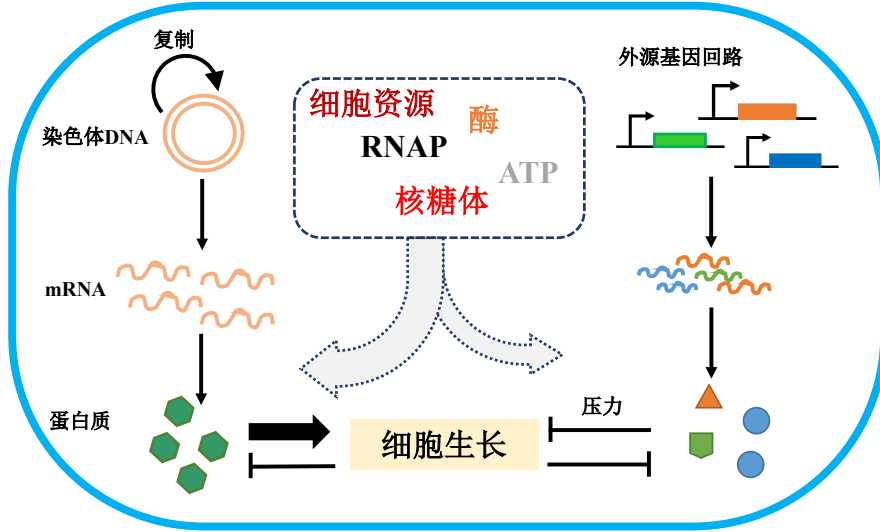 复制
外源基因回路
细胞资源
酶
染色体DNA
RNAP
ATP
核糖体
mRNA
蛋白质
压力
细胞生长